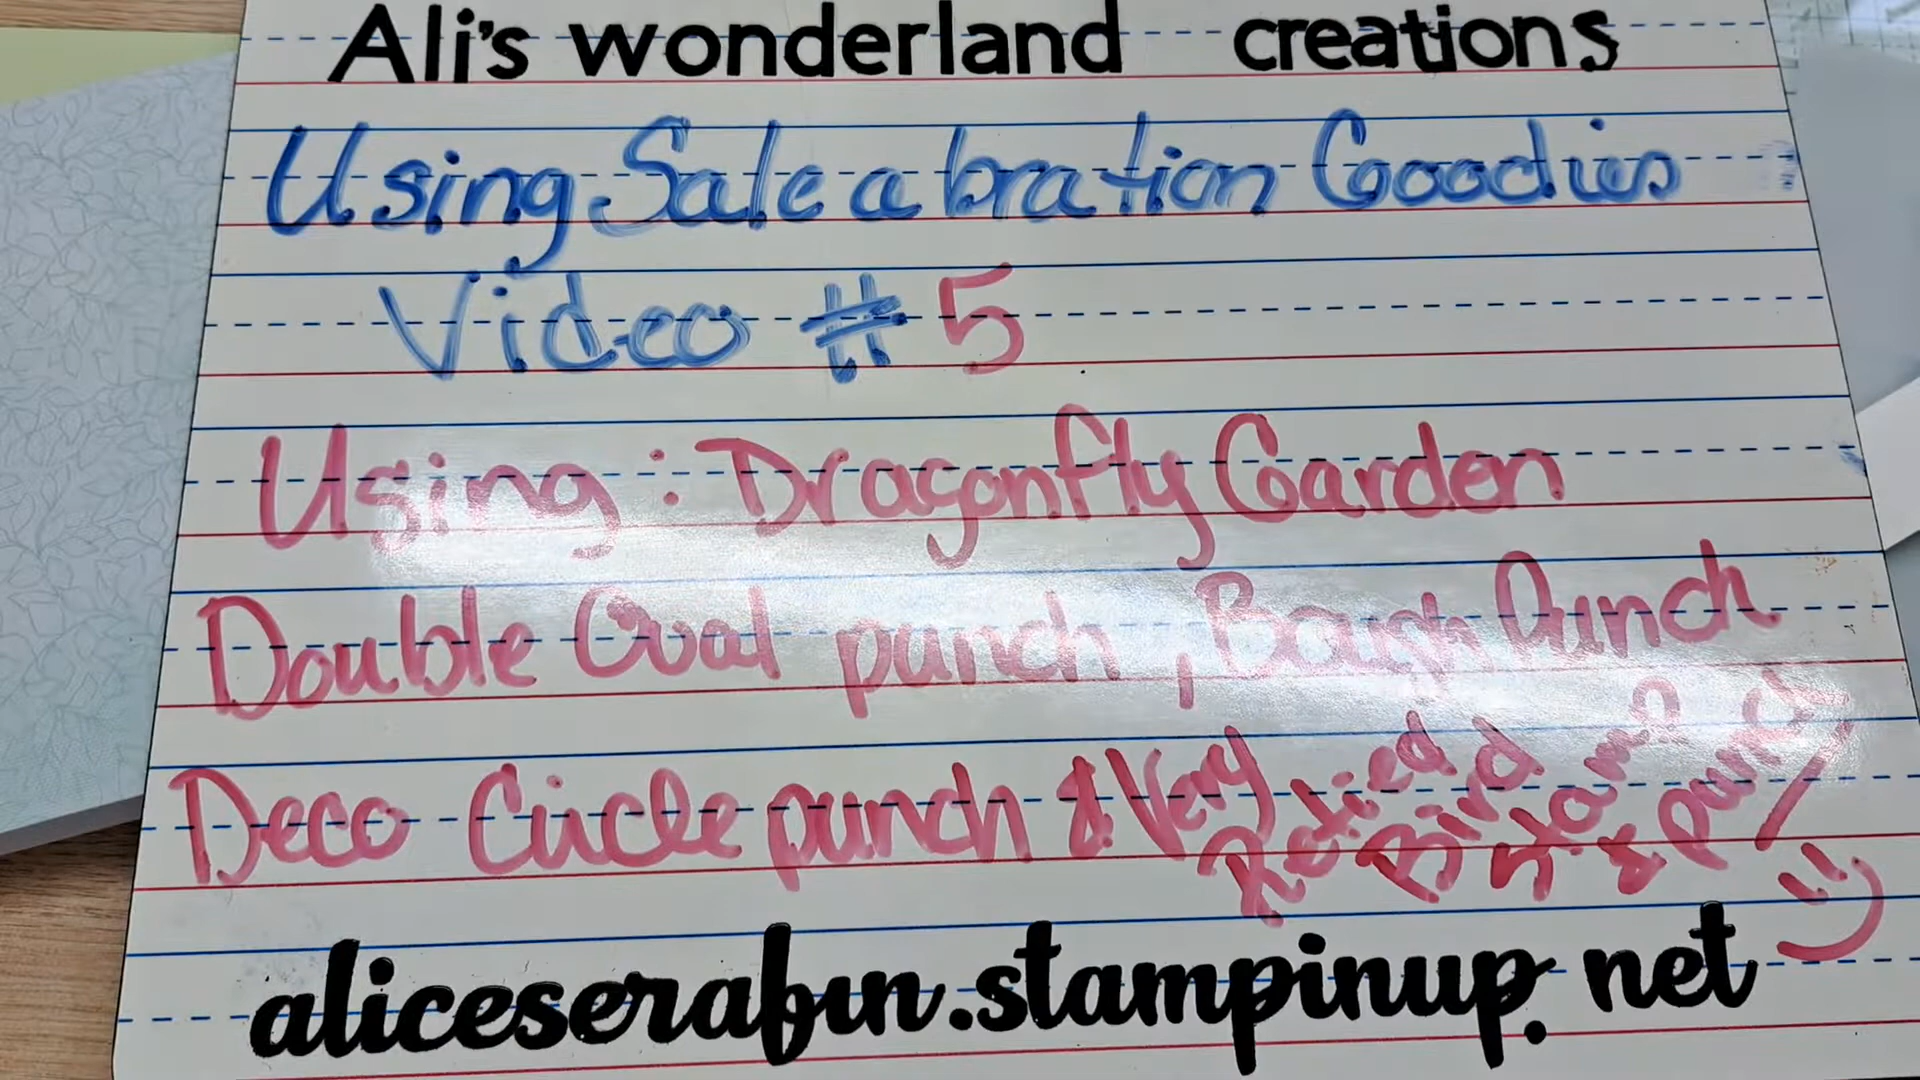 Ali's wonderland creations
Using Sale a bration Goodies
Video #5
Using: Dragonfly Garden
Double Oval punch, Bough Punch
Deco Circle punch & Very Retied Bird Stamp & punch
aliceserafin.stampinup.net